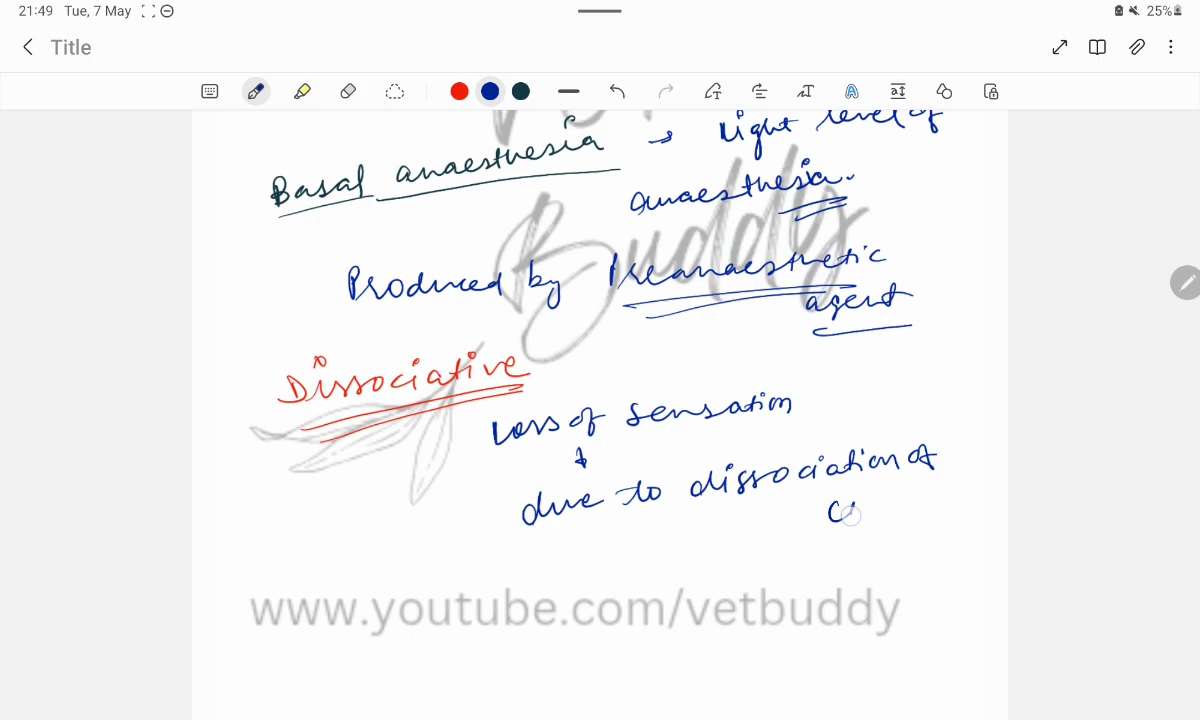 21:49 Tue, 7 May 25%
Title
Basal anaesthesia → Light level of
anaesthesia.
Produced by Preanaesthetic
agent
Dissociative
Loss of sensation
↓
due to dissociation of
Buddy
www.youtube.com/vetbuddy